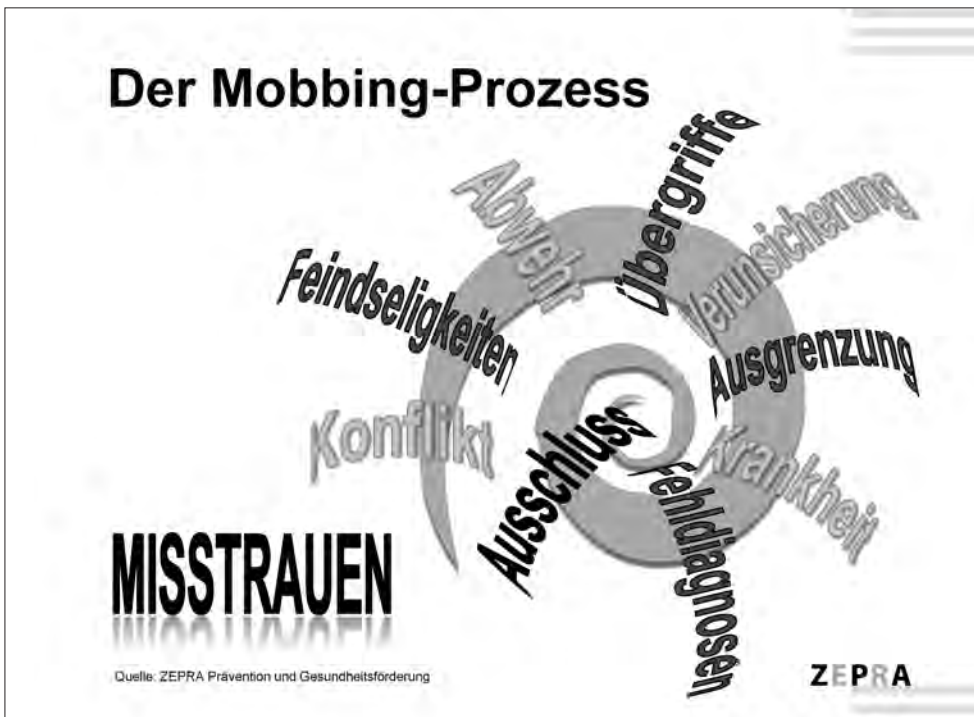 Der Mobbing-Prozess
MISSTRAUEN
Konflikt
Feindseligkeiten
Abwehr
Übergriffe
Verunsicherung
Ausgrenzung
Krankheit
Fehldiagnosen
Ausschluss
Quelle: ZEPRA Prävention und Gesundheitsförderung
ZEPRA